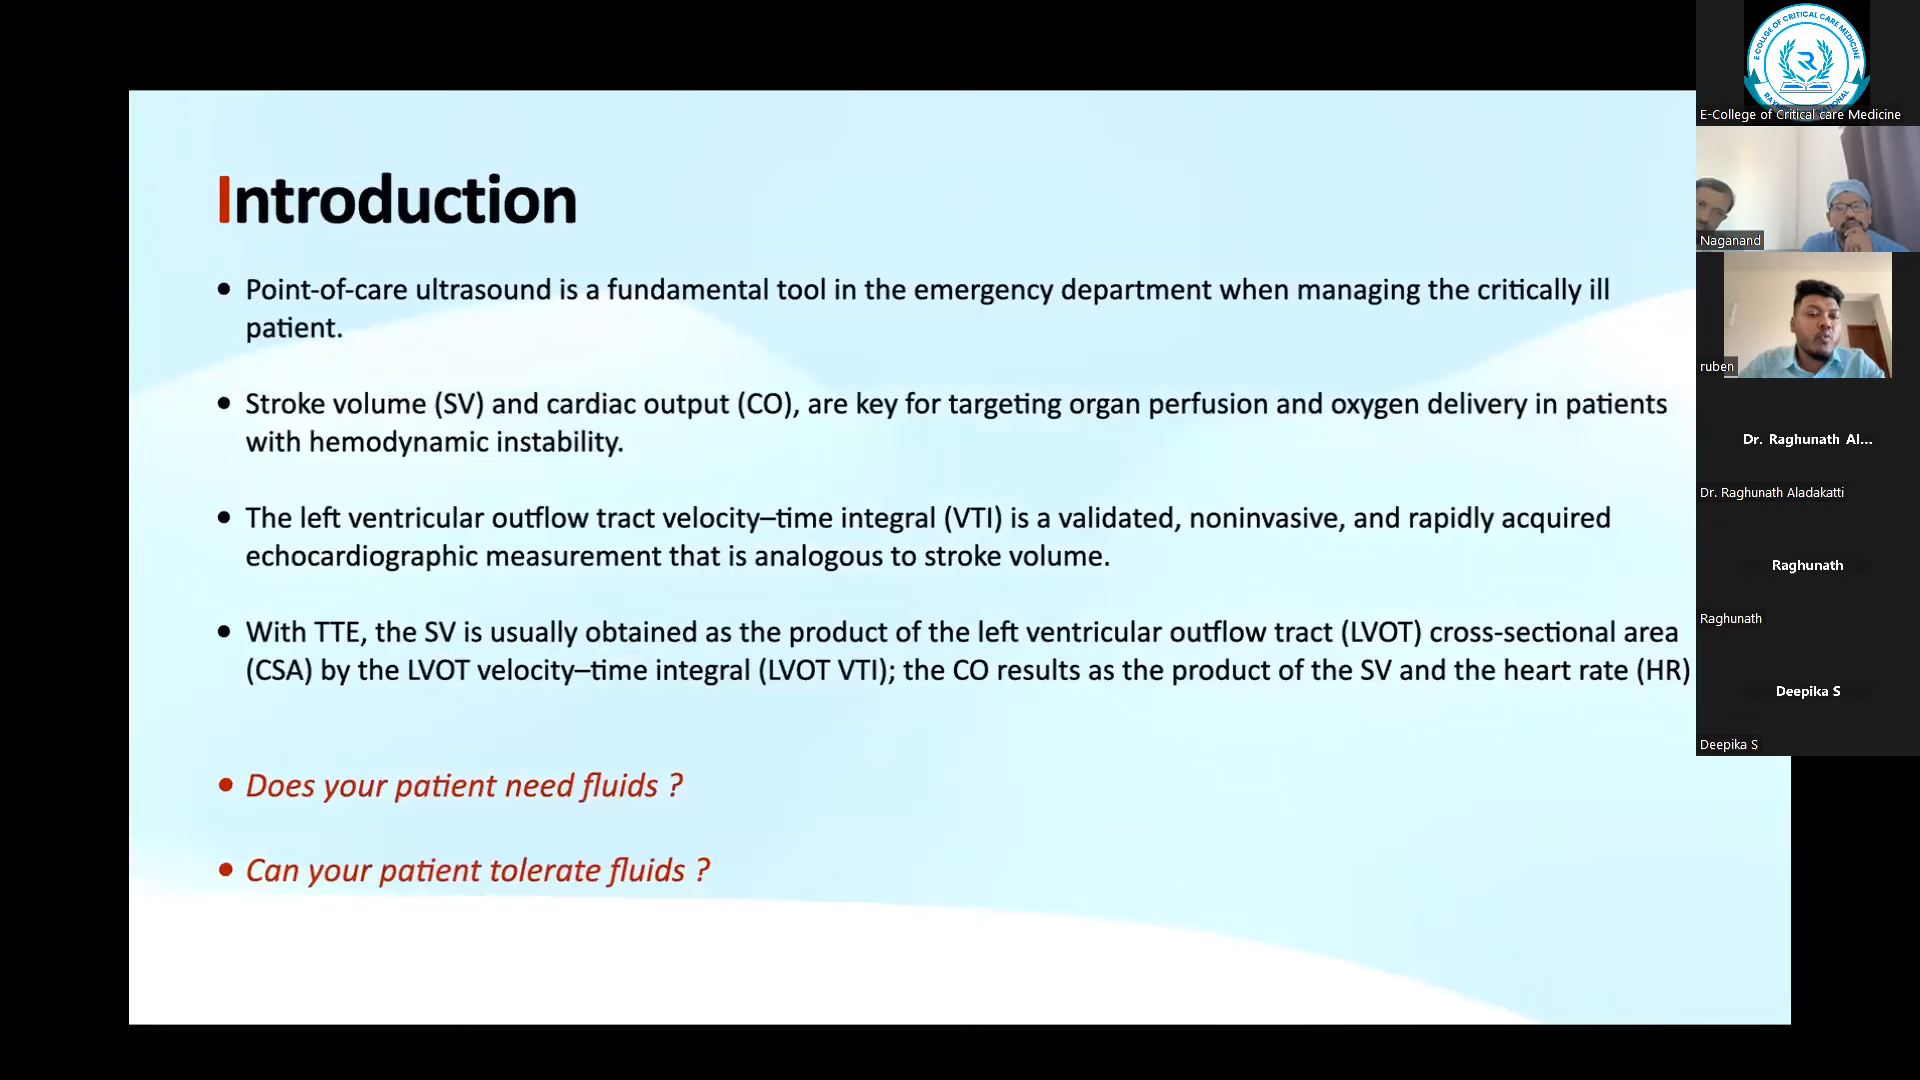 Introduction
• Point-of-care ultrasound is a fundamental tool in the emergency department when managing the critically ill
patient.
• Stroke volume (SV) and cardiac output (CO), are key for targeting organ perfusion and oxygen delivery in patients
with hemodynamic instability.
• The left ventricular outflow tract velocity–time integral (VTI) is a validated, noninvasive, and rapidly acquired
echocardiographic measurement that is analogous to stroke volume.
• With TTE, the SV is usually obtained as the product of the left ventricular outflow tract (LVOT) cross-sectional area
(CSA) by the LVOT velocity–time integral (LVOT VTI); the CO results as the product of the SV and the heart rate (HR)
• Does your patient need fluids ?
• Can your patient tolerate fluids ?
E COLLEGE OF CRITICAL CARE MEDICINE
R
E-College of Critical care Medicine
Naganand
ruben
Dr. Raghunath Al...
Dr. Raghunath Aladakatti
Raghunath
Raghunath
Deepika S
Deepika S